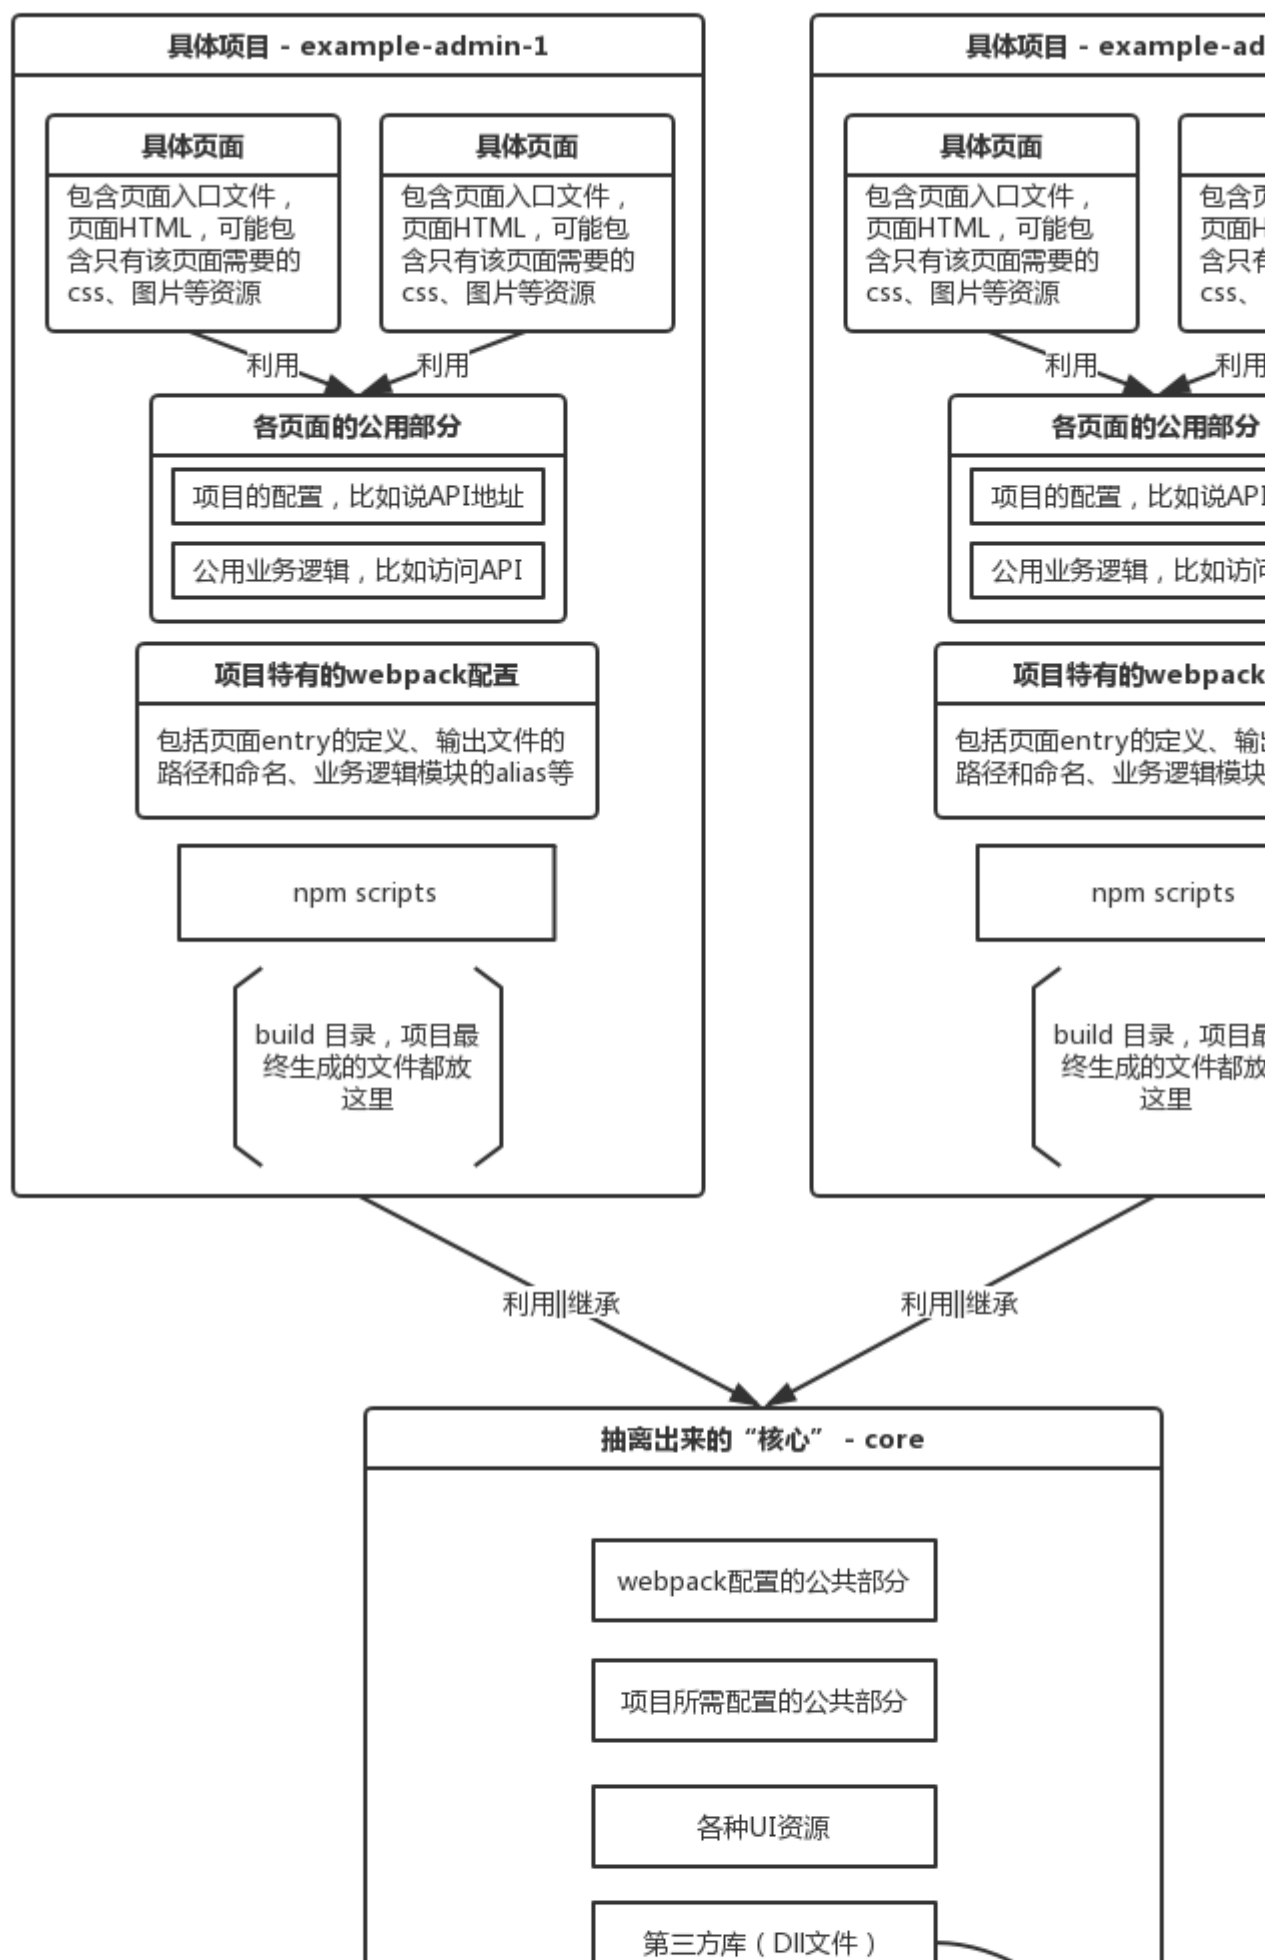 具体项目 - example-admin-1
具体页面
包含页面入口文件，
页面HTML，可能包
含只有该页面需要的
css、图片等资源
具体页面
包含页面入口文件，
页面HTML，可能包
含只有该页面需要的
css、图片等资源
利用
利用
各页面的公用部分
项目的配置，比如说API地址
公用业务逻辑，比如访问API
项目特有的webpack配置
包括页面entry的定义、输出文件的
路径和命名、业务逻辑模块的alias等
npm scripts
build 目录，项目最
终生成的文件都放
这里
具体项目 - example-ad
具体页面
包含页面入口文件，
页面HTML，可能包
含只有该页面需要的
css、图片等资源
包含
页面
含只
css、
利用
利用
各页面的公用部分
项目的配置，比如说API
公用业务逻辑，比如访
项目特有的webpack
包括页面entry的定义、输
路径和命名、业务逻辑模块
npm scripts
build 目录，项目
终生成的文件都放
这里
利用||继承
利用||继承
抽离出来的“核心” - core
webpack配置的公共部分
项目所需配置的公共部分
各种UI资源
第三方库（Dll文件）